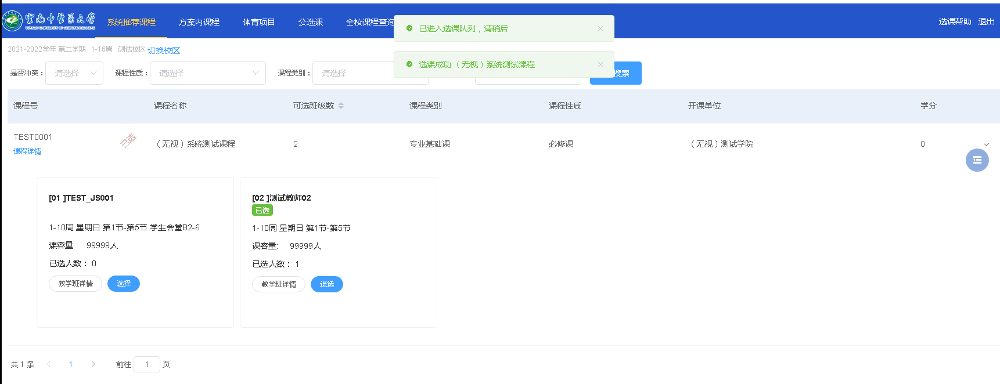 雲南中醫藥大學
YUNNAN UNIVERSITY OF CHINESE MEDICINE
系统推荐课程
方案内课程
体育项目
公选课
全校课程查询
选课帮助
退出
已进入选课队列，请稍后
选课成功:（无视）系统测试课程
2021-2022学年 第二学期 1-16周 测试校区 切换校区
是否冲突： 请选择
课程性质： 请选择
课程类别： 请选择
搜索
课程号 课程名称 可选班级数 课程类别 课程性质 开课单位 学分
TEST0001 已选 （无视）系统测试课程 2 专业基础课 必修课 （无视）测试学院 0
课程详情
[01 ]TEST_JS001
1-10周 星期日 第1节-第5节 学生会堂B2-6
课容量: 99999人
已选人数： 0
教学班详情 选择
[02 ]测试教师02
已选
1-10周 星期日 第1节-第5节
课容量: 99999人
已选人数： 1
教学班详情 退选
共 1 条 1 前往 1 页